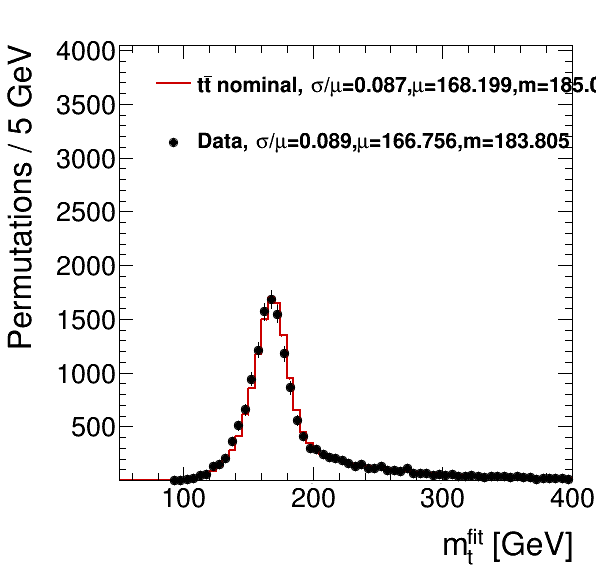 4000
3500
3000
2500
2000
1500
1000
500
Permutations / 5 GeV
tt̄ nominal, σ/μ=0.087,μ=168.199,m=185.0
Data, σ/μ=0.089,μ=166.756,m=183.805
100 200 300 400
m_t^fit [GeV]